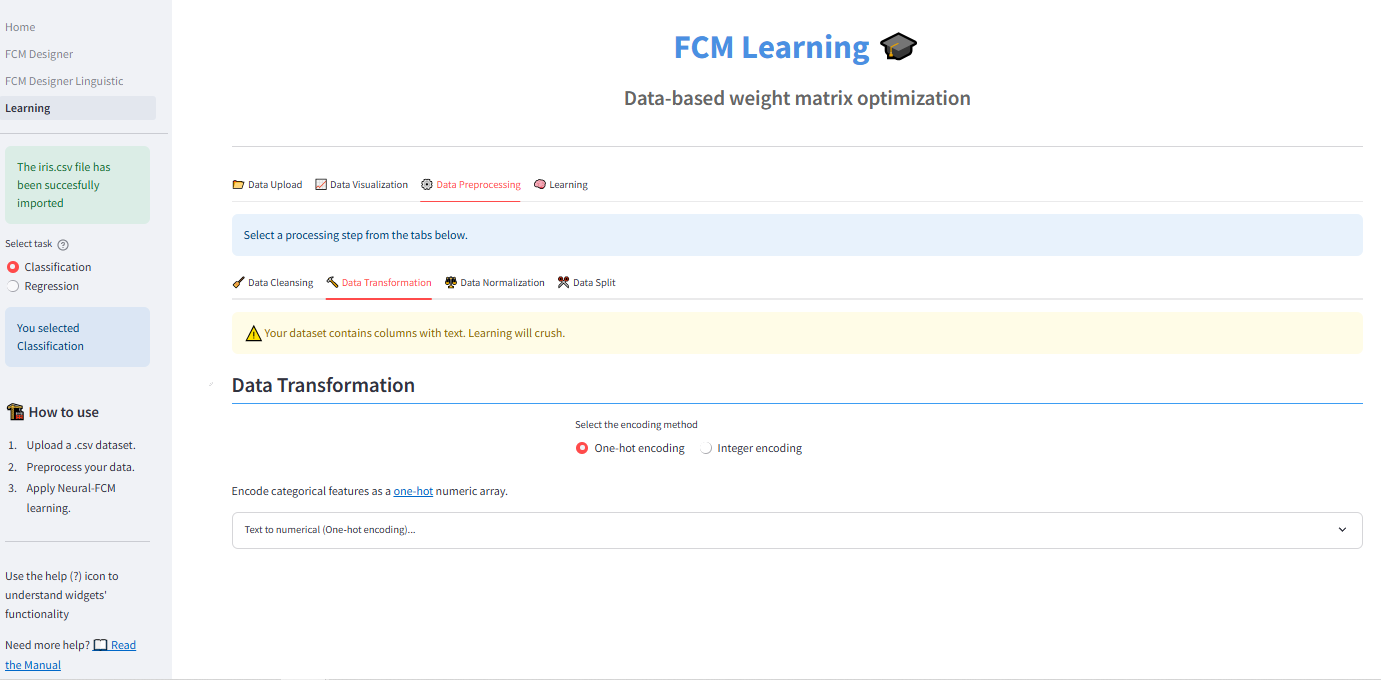 Home
FCM Designer
FCM Designer Linguistic
Learning
The iris.csv file has
been succesfully
imported
Select task
Classification
Regression
You selected
Classification
How to use
1. Upload a .csv dataset.
2. Preprocess your data.
3. Apply Neural-FCM
learning.
Use the help (?) icon to
understand widgets'
functionality
Need more help? Read
the Manual
FCM Learning
Data-based weight matrix optimization
Data Upload Data Visualization Data Preprocessing Learning
Select a processing step from the tabs below.
Data Cleansing Data Transformation Data Normalization Data Split
Your dataset contains columns with text. Learning will crush.
Data Transformation
Select the encoding method
One-hot encoding Integer encoding
Encode categorical features as a one-hot numeric array.
Text to numerical (One-hot encoding)...